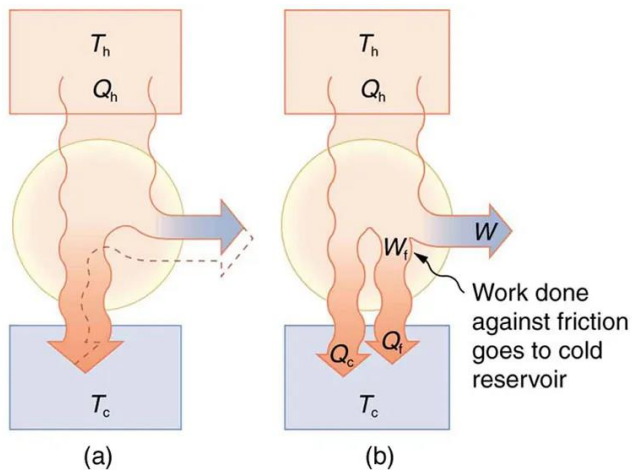 Th
Qh
(a)
Tc
Th
Qh
W
Wf
Work done
against friction
goes to cold
reservoir
Qc
Qf
Tc
(b)